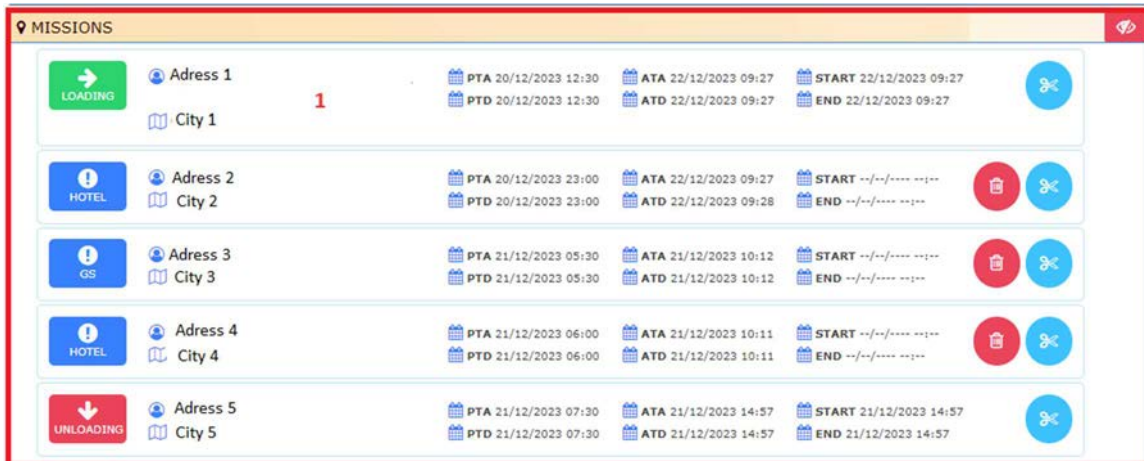 MISSIONS
LOADING
Adress 1
PTA 20/12/2023 12:30 ATA 22/12/2023 09:27 START 22/12/2023 09:27
PTD 20/12/2023 12:30 ATD 22/12/2023 09:27 END 22/12/2023 09:27
1
City 1
HOTEL
Adress 2
PTA 20/12/2023 23:00 ATA 22/12/2023 09:27 START --/--/---- --:--
City 2
PTD 20/12/2023 23:00 ATD 22/12/2023 09:28 END --/--/---- --:--
GS
Adress 3
PTA 21/12/2023 05:30 ATA 21/12/2023 10:12 START --/--/---- --:--
City 3
PTD 21/12/2023 05:30 ATD 21/12/2023 10:12 END --/--/---- --:--
HOTEL
Adress 4
PTA 21/12/2023 06:00 ATA 21/12/2023 10:11 START --/--/---- --:--
City 4
PTD 21/12/2023 06:00 ATD 21/12/2023 10:11 END --/--/---- --:--
UNLOADING
Adress 5
PTA 21/12/2023 07:30 ATA 21/12/2023 14:57 START 21/12/2023 14:57
City 5
PTD 21/12/2023 07:30 ATD 21/12/2023 14:57 END 21/12/2023 14:57